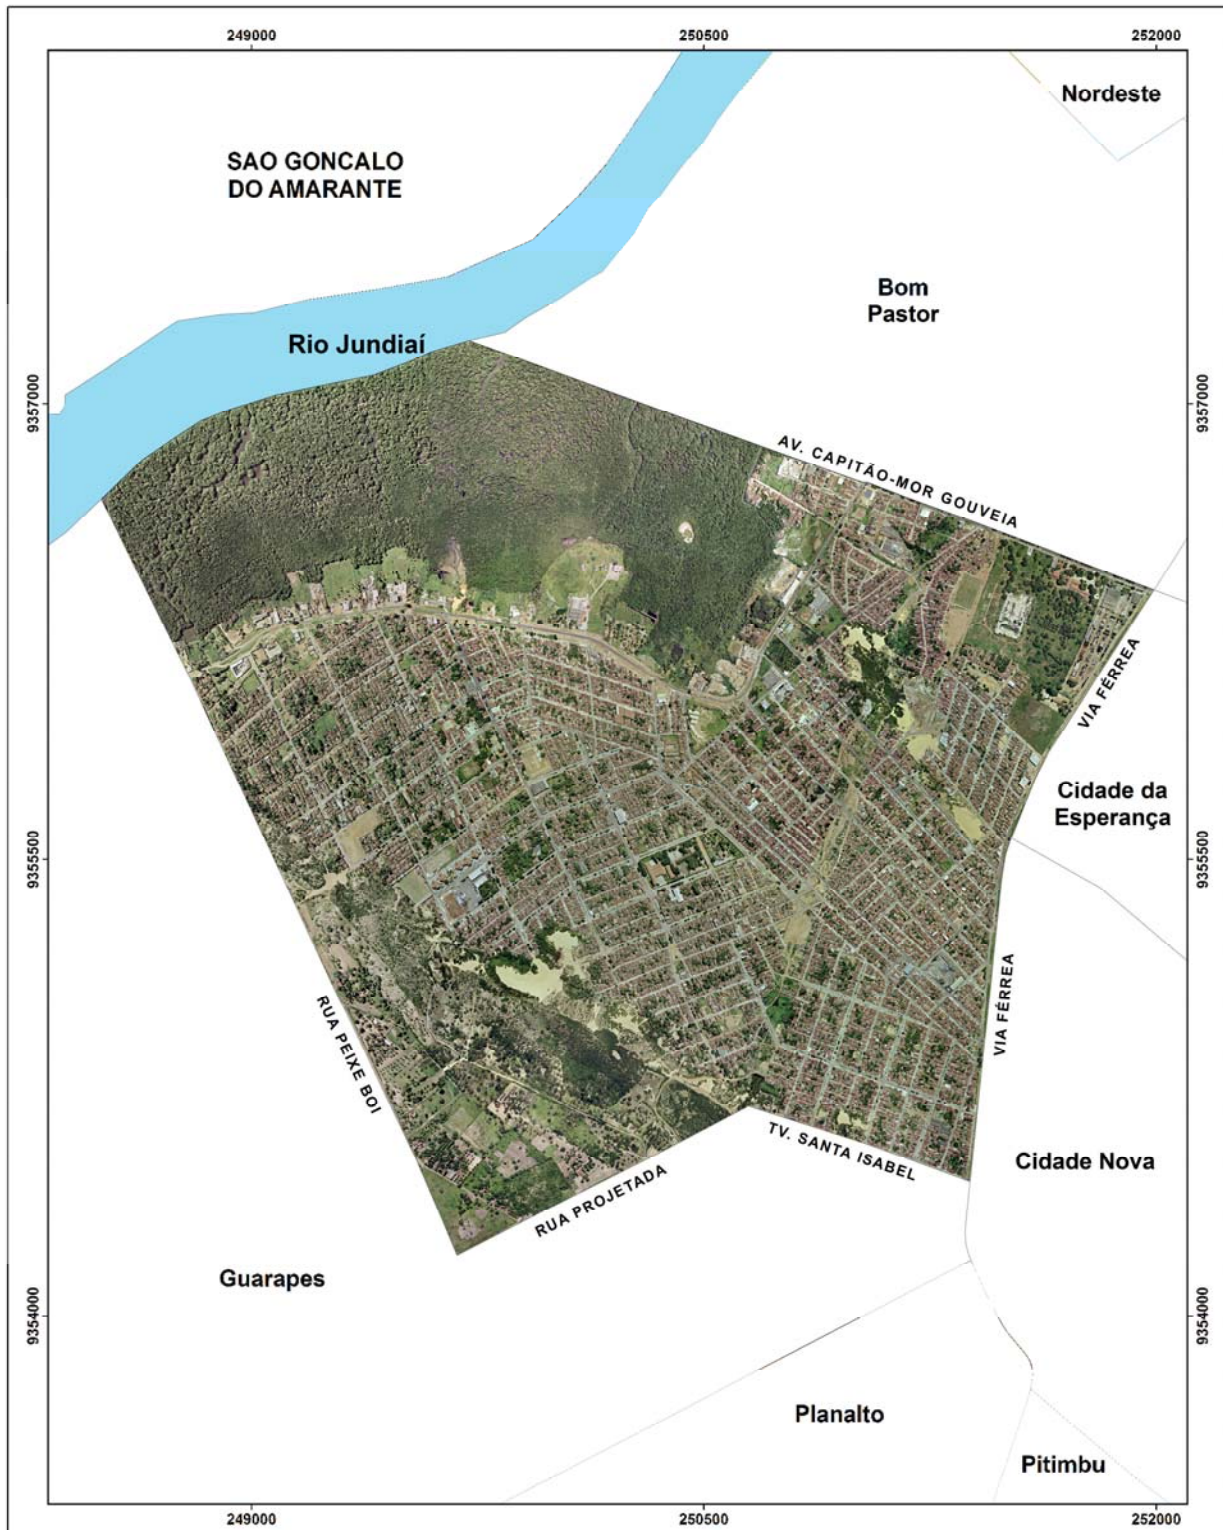 249000
250500
252000
Nordeste
SAO GONCALO
DO AMARANTE
Bom
Pastor
Rio Jundiaí
9357000
9357000
AV. CAPITÃO-MOR GOUVEIA
VIA FÉRREA
Cidade da
Esperança
9355500
9355500
RUA PEIXE BOI
VIA FÉRREA
TV. SANTA ISABEL
Cidade Nova
RUA PROJETADA
Guarapes
9354000
9354000
Planalto
Pitimbu
249000
250500
252000